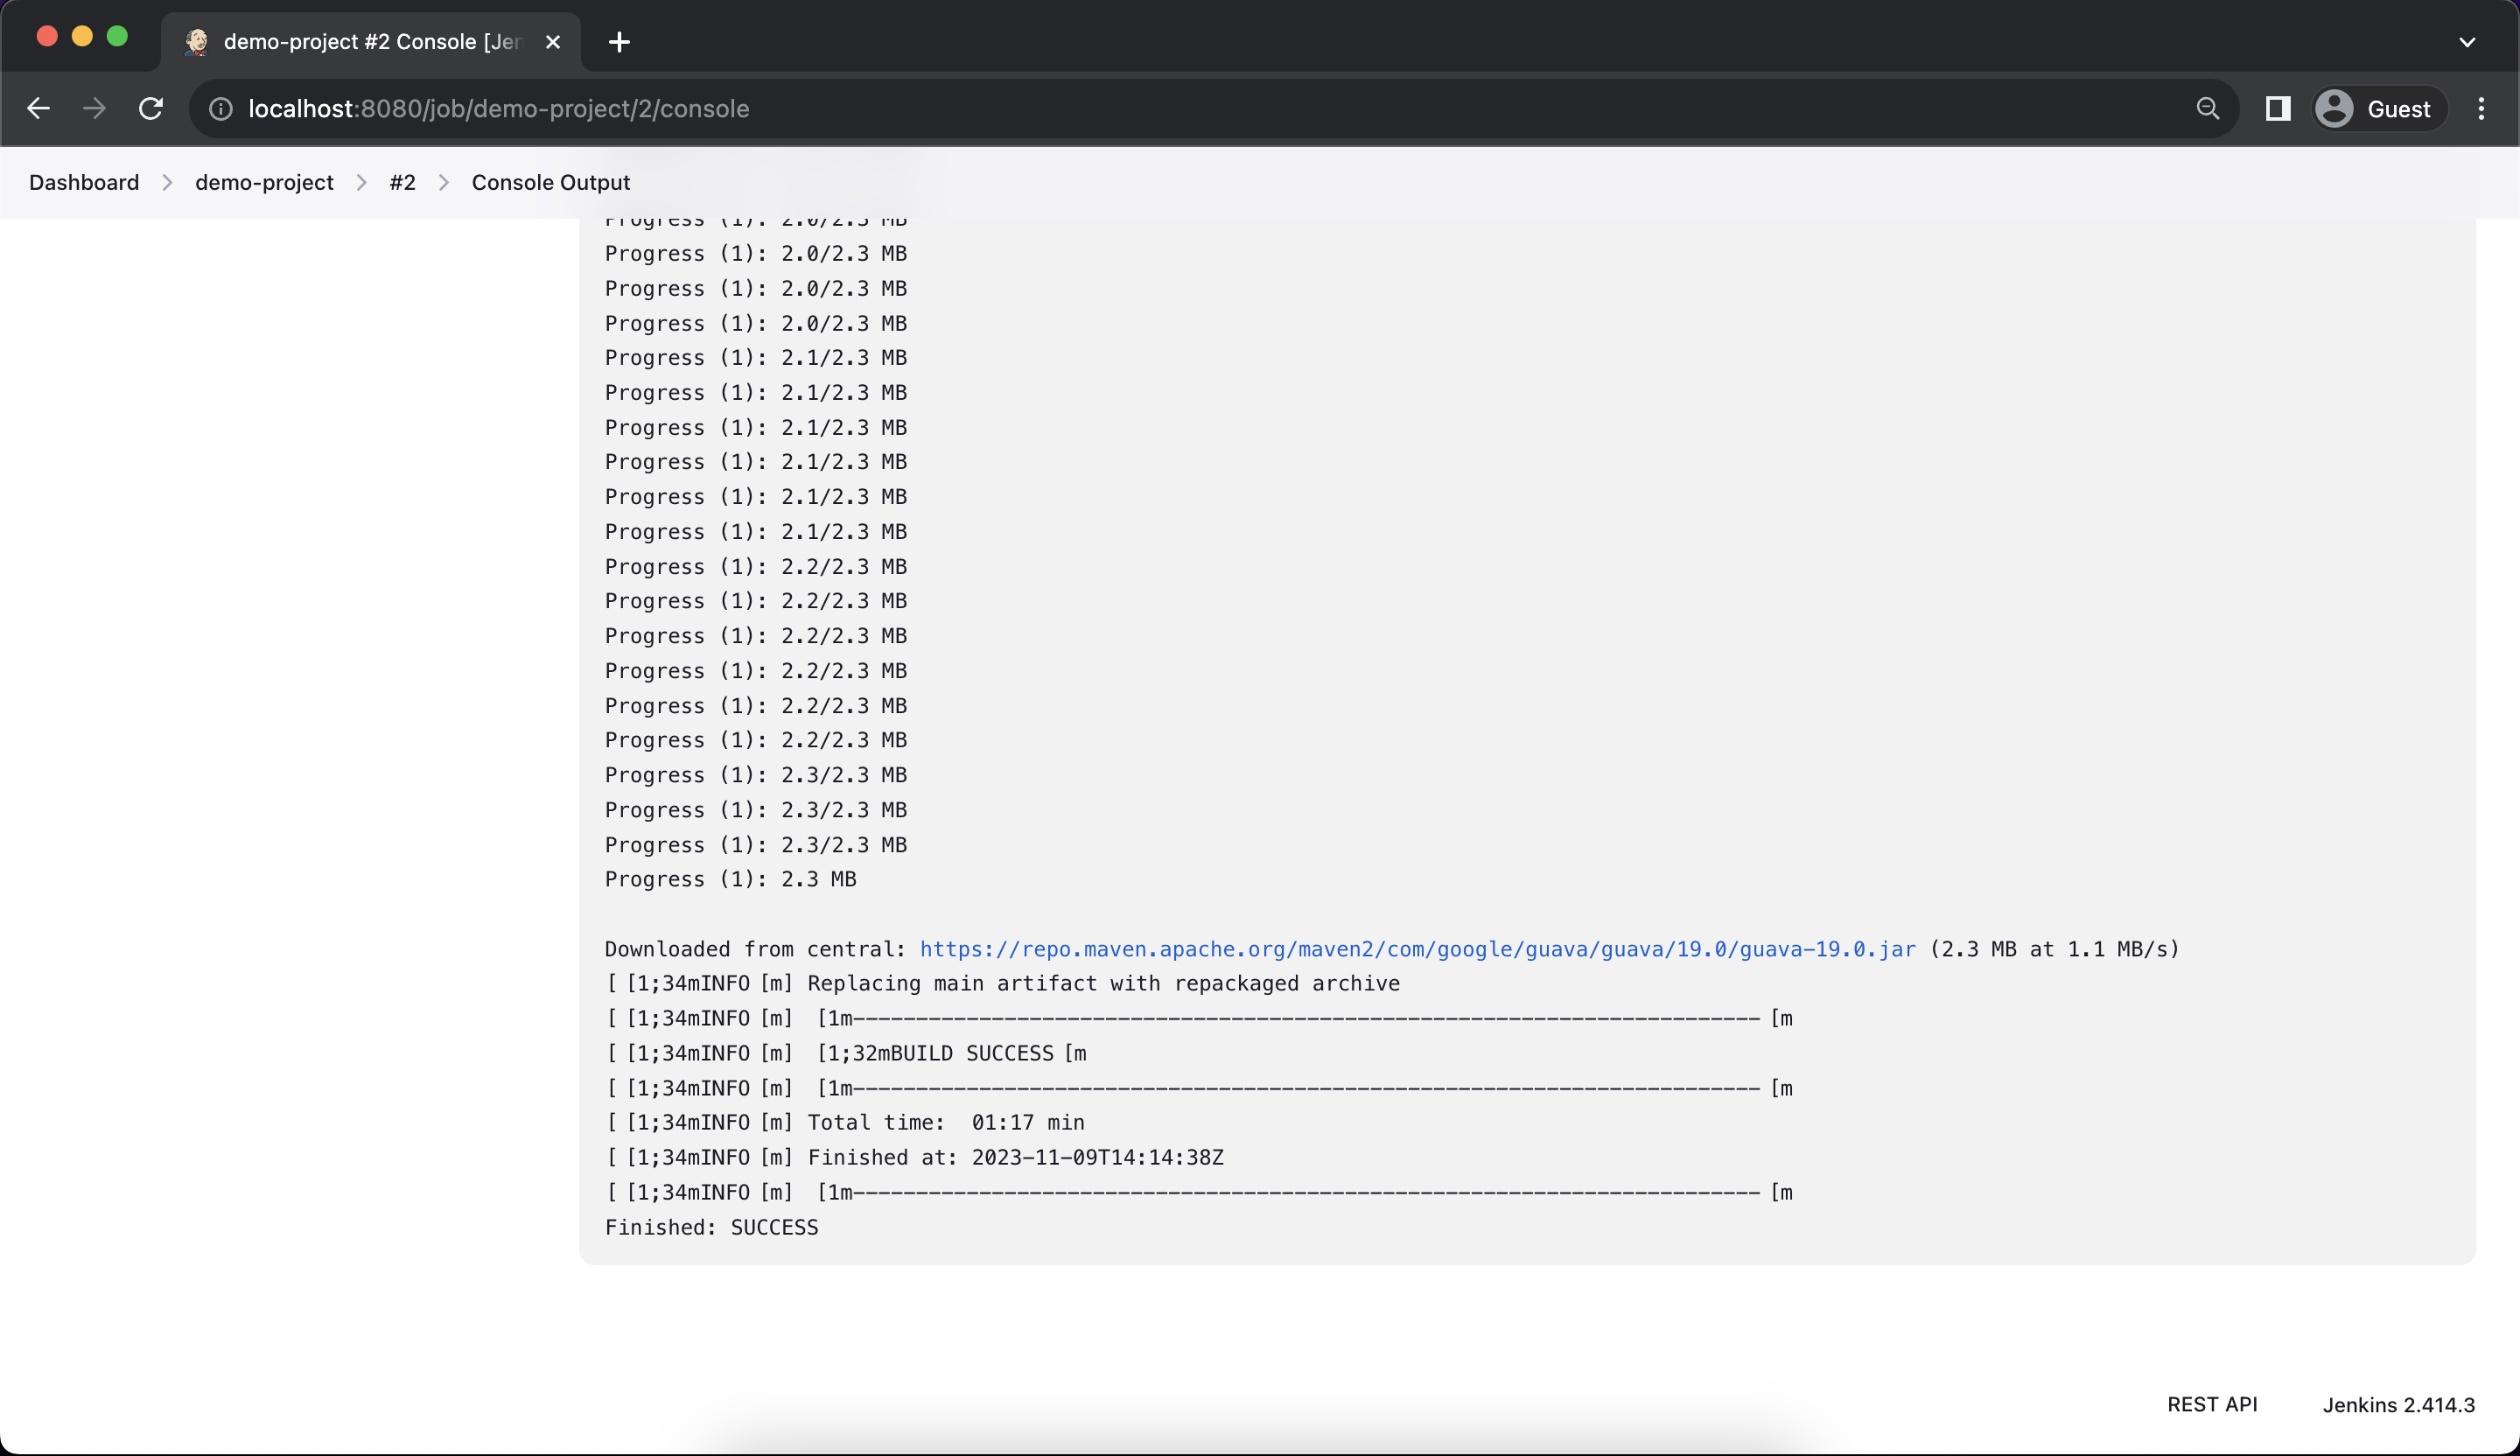 demo-project #2 Console [Jen
localhost:8080/job/demo-project/2/console
Guest
Dashboard > demo-project > #2 > Console Output
Progress (1): 2.0/2.3 MB
Progress (1): 2.0/2.3 MB
Progress (1): 2.0/2.3 MB
Progress (1): 2.0/2.3 MB
Progress (1): 2.1/2.3 MB
Progress (1): 2.1/2.3 MB
Progress (1): 2.1/2.3 MB
Progress (1): 2.1/2.3 MB
Progress (1): 2.1/2.3 MB
Progress (1): 2.1/2.3 MB
Progress (1): 2.2/2.3 MB
Progress (1): 2.2/2.3 MB
Progress (1): 2.2/2.3 MB
Progress (1): 2.2/2.3 MB
Progress (1): 2.2/2.3 MB
Progress (1): 2.2/2.3 MB
Progress (1): 2.3/2.3 MB
Progress (1): 2.3/2.3 MB
Progress (1): 2.3/2.3 MB
Progress (1): 2.3 MB
Downloaded from central: https://repo.maven.apache.org/maven2/com/google/guava/guava/19.0/guava-19.0.jar (2.3 MB at 1.1 MB/s)
[ [1;34mINFO [m] Replacing main artifact with repackaged archive
[ [1;34mINFO [m]  [1m------------------------------------------------------------------------ [m
[ [1;34mINFO [m]  [1;32mBUILD SUCCESS [m
[ [1;34mINFO [m]  [1m------------------------------------------------------------------------ [m
[ [1;34mINFO [m] Total time:  01:17 min
[ [1;34mINFO [m] Finished at: 2023-11-09T14:14:38Z
[ [1;34mINFO [m]  [1m------------------------------------------------------------------------ [m
Finished: SUCCESS
REST API Jenkins 2.414.3